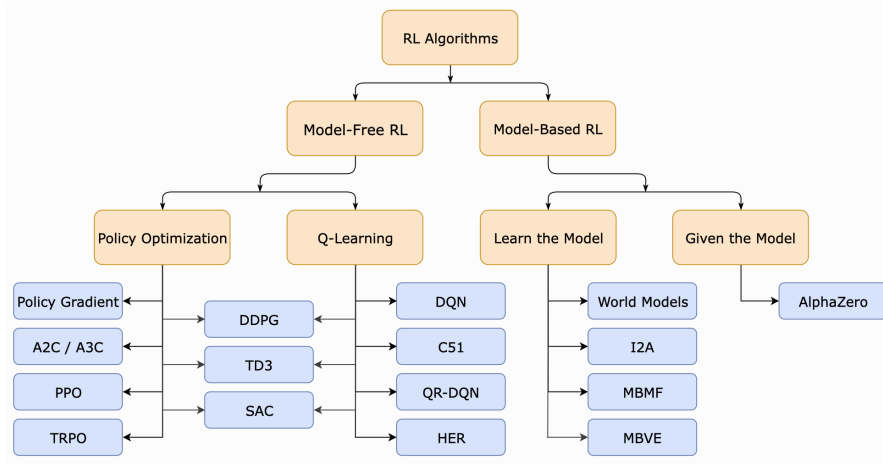 RL Algorithms
Model-Free RL
Model-Based RL
Policy Optimization
Q-Learning
Learn the Model
Given the Model
Policy Gradient
DDPG
DQN
World Models
AlphaZero
A2C / A3C
TD3
C51
I2A
PPO
SAC
QR-DQN
MBMF
TRPO
HER
MBVE